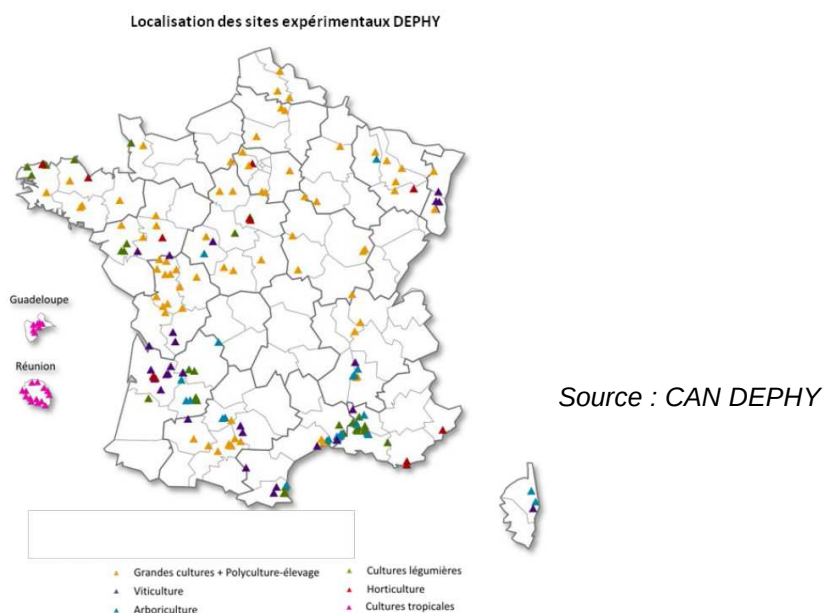 Localisation des sites expérimentaux DEPHY
Guadeloupe
Réunion
Source : CAN DEPHY
Grandes cultures + Polyculture-élevage
Viticulture
Arboriculture
Cultures légumières
Horticulture
Cultures tropicales